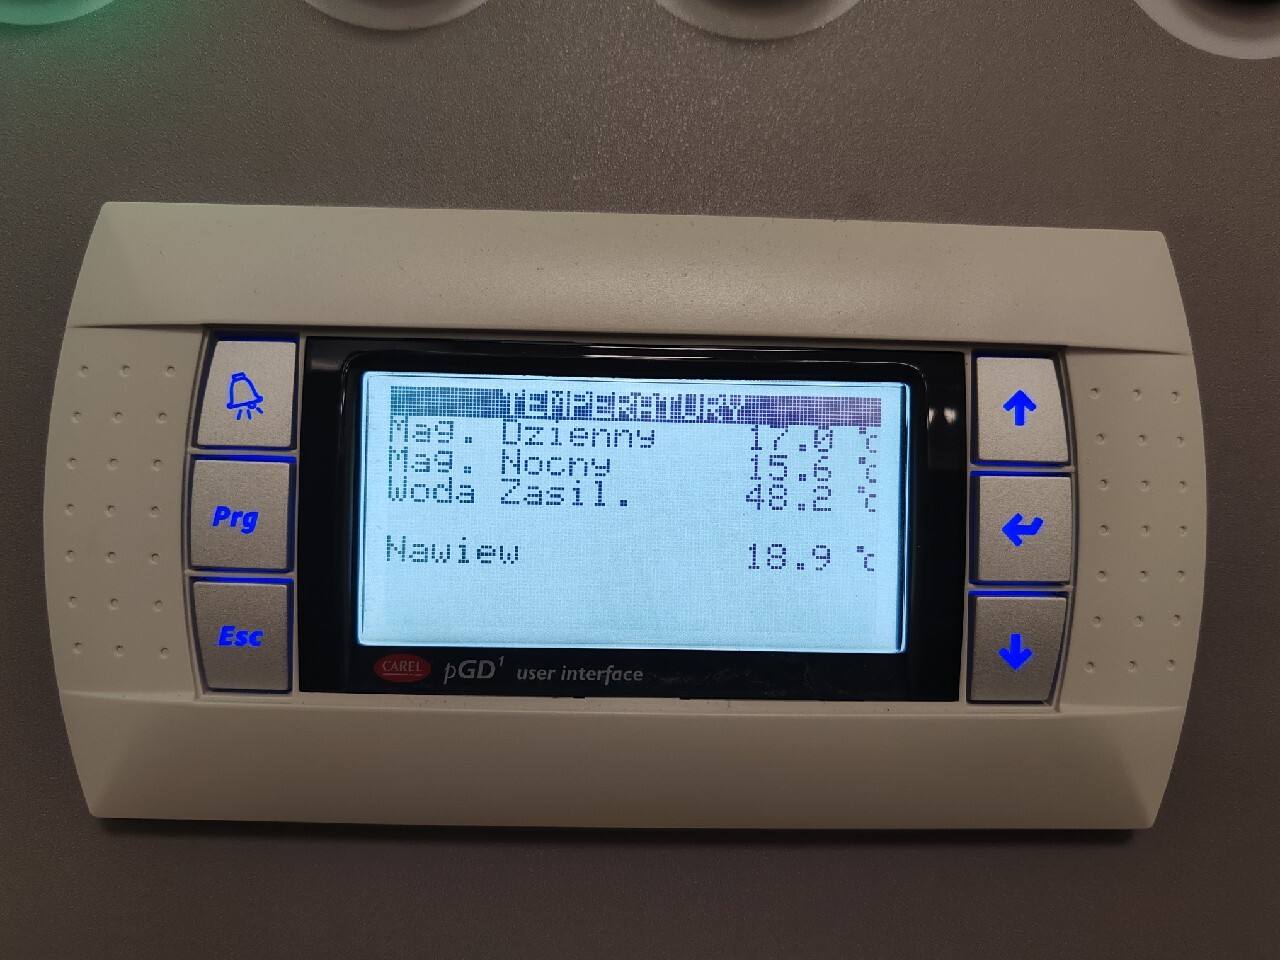 TEMPERATURY
Mag. Dzienny 17.0 °C
Mag. Nocny 15.6 °C
Woda Zasil. 48.2 °C
Nawiew 18.9 °C
Prg
Esc
CAREL pGD¹ user interface